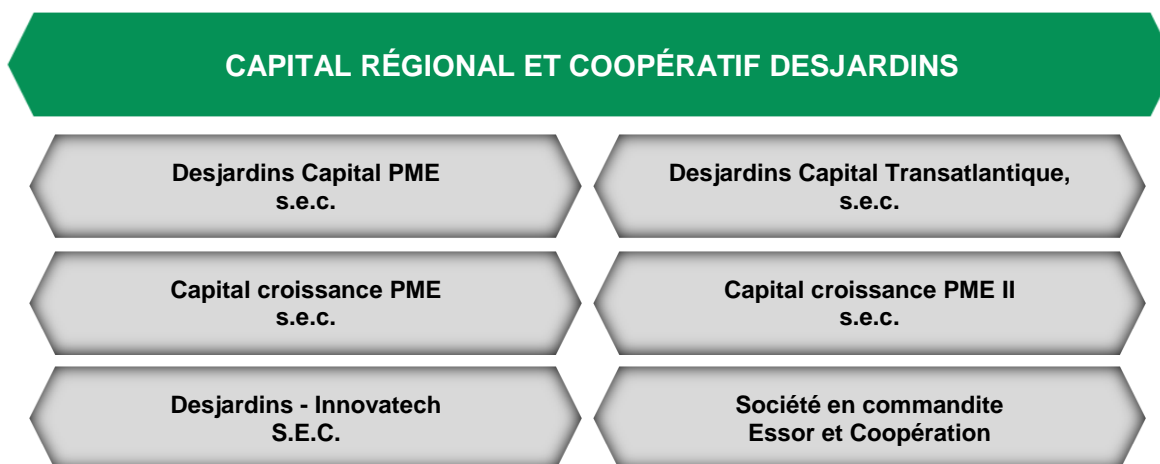 CAPITAL RÉGIONAL ET COOPÉRATIF DESJARDINS
Desjardins Capital PME
s.e.c.
Desjardins Capital Transatlantique,
s.e.c.
Capital croissance PME
s.e.c.
Capital croissance PME II
s.e.c.
Desjardins - Innovatech
S.E.C.
Société en commandite
Essor et Coopération